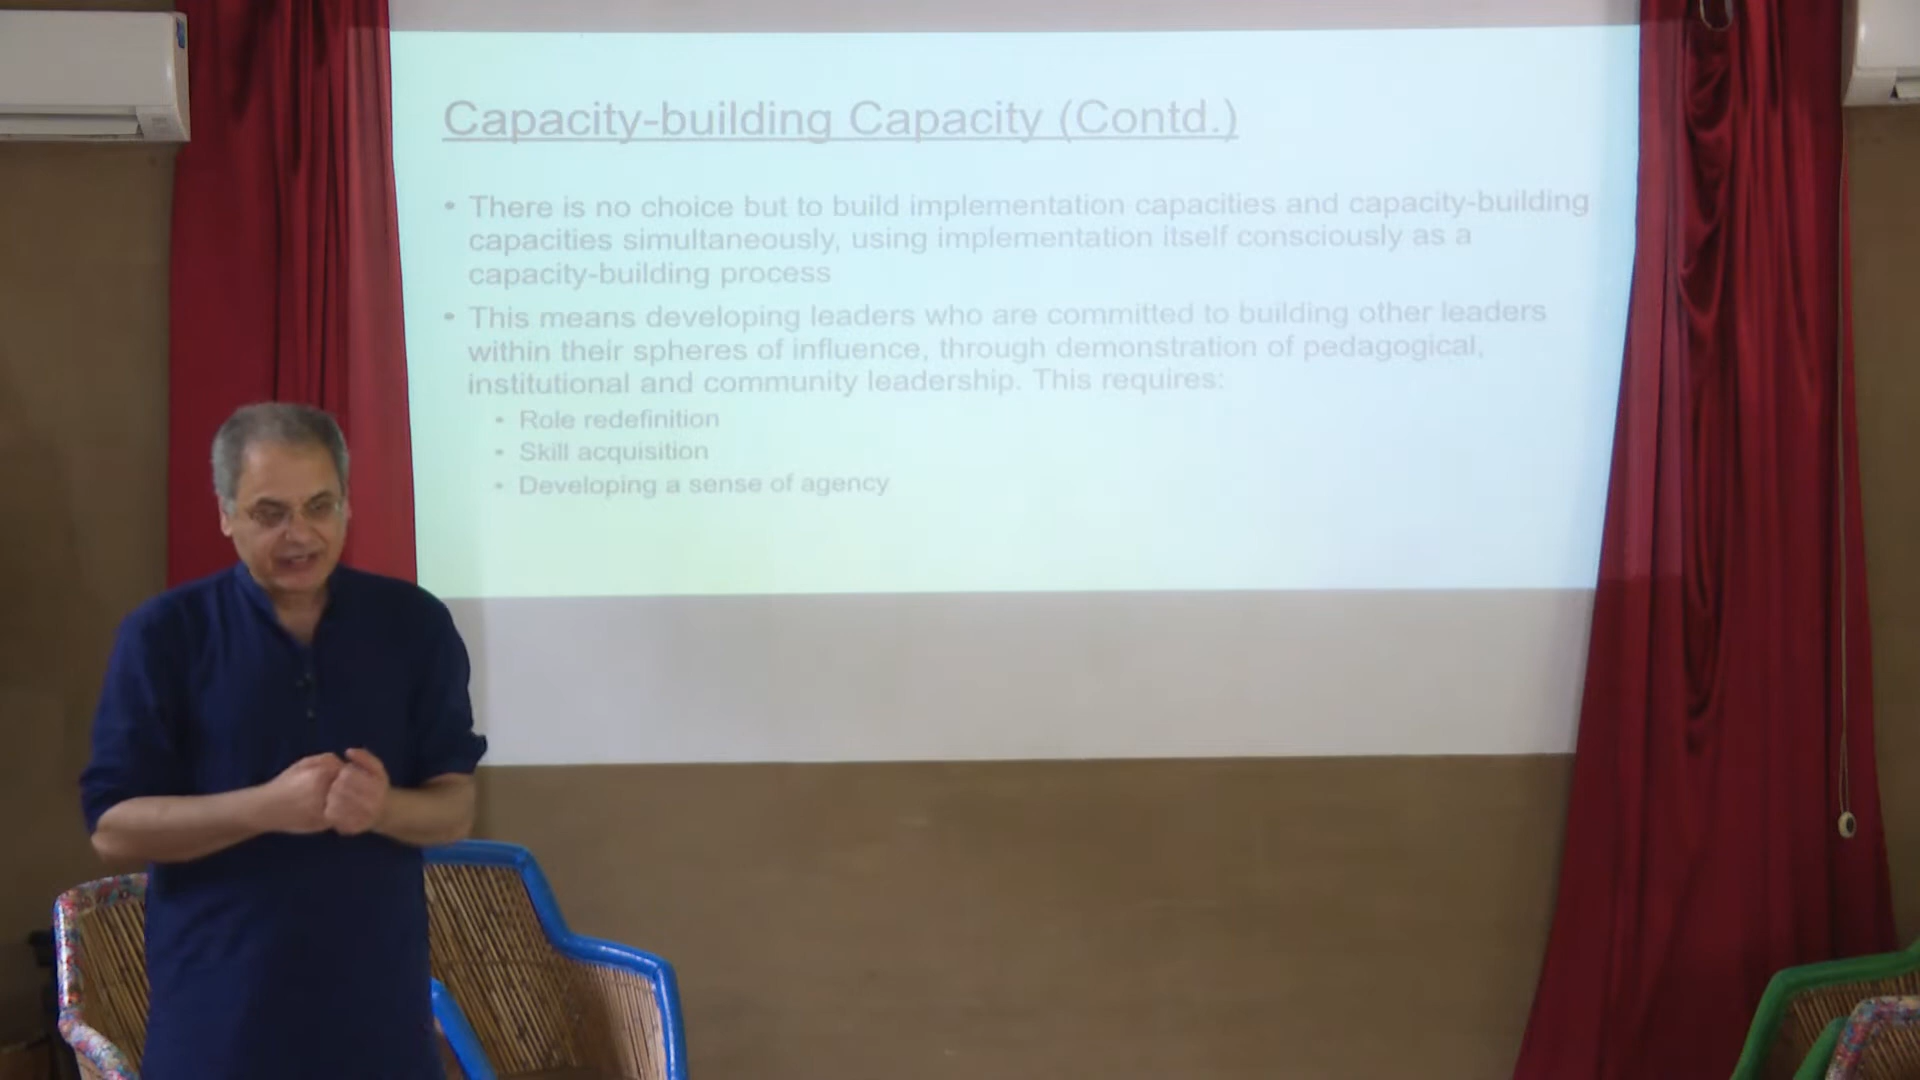 Capacity-building Capacity (Contd.)
• There is no choice but to build implementation capacities and capacity-building
capacities simultaneously, using implementation itself consciously as a
capacity-building process
• This means developing leaders who are committed to building other leaders
within their spheres of influence, through demonstration of pedagogical,
institutional and community leadership. This requires:
• Role redefinition
• Skill acquisition
• Developing a sense of agency